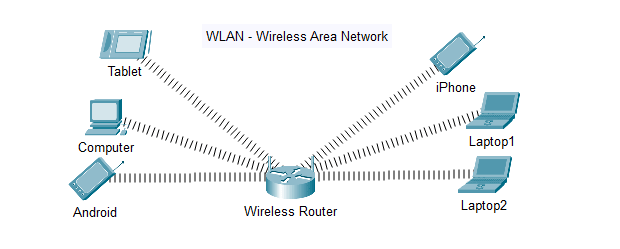 WLAN - Wireless Area Network
Tablet
iPhone
Computer
Laptop1
Android
Wireless Router
Laptop2